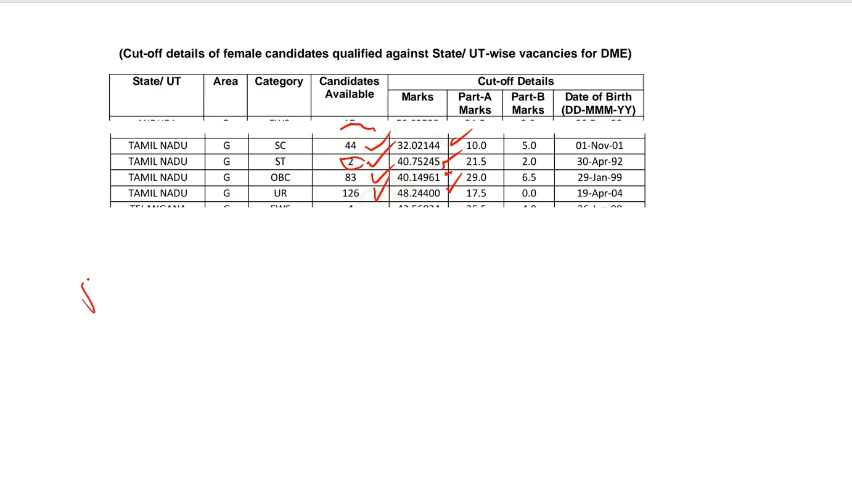 (Cut-off details of female candidates qualified against State/ UT-wise vacancies for DME)
State/ UT Area Category Candidates Available Cut-off Details
Marks Part-A Marks Part-B Marks Date of Birth (DD-MMM-YY)
TAMIL NADU G SC 44 32.02144 10.0 5.0 01-Nov-01
TAMIL NADU G ST 2 40.75245 21.5 2.0 30-Apr-92
TAMIL NADU G OBC 83 40.14961 29.0 6.5 29-Jan-99
TAMIL NADU G UR 126 48.24400 17.5 0.0 19-Apr-04